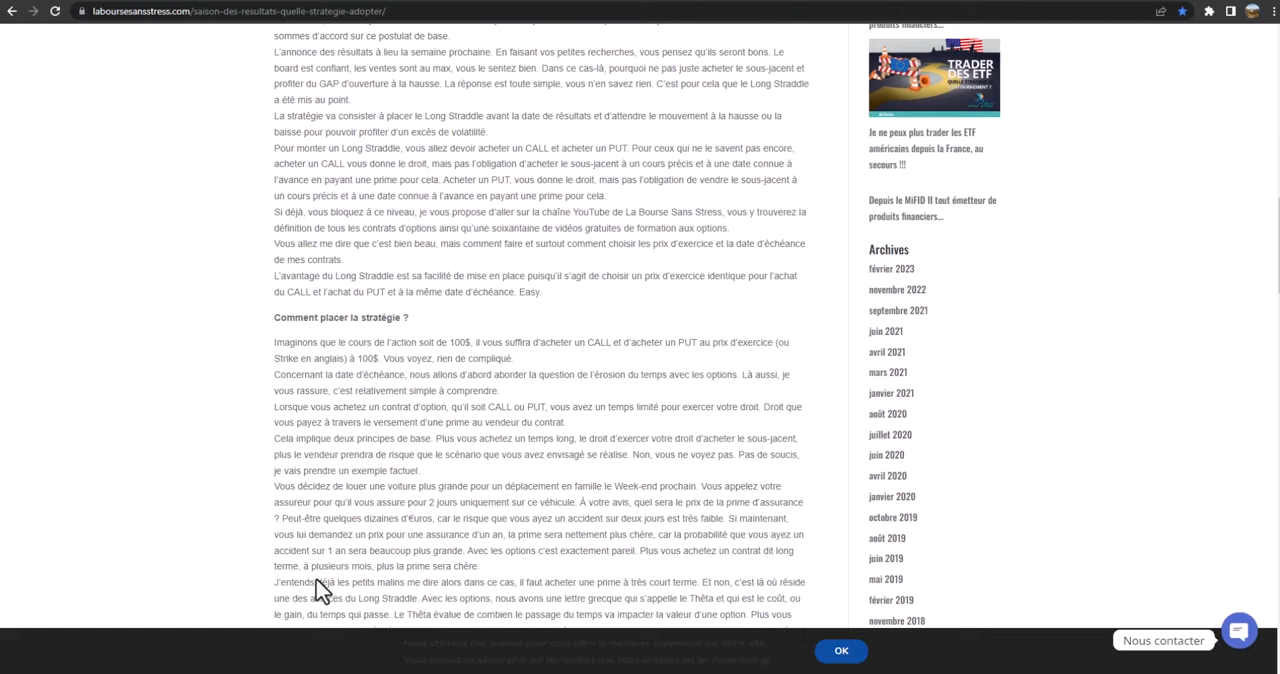 laboursesansstress.com/saison-des-resultats-quelle-strategie-adopter/
sommes d'accord sur ce postulat de base.
L'annonce des résultats à lieu la semaine prochaine. En faisant vos petites recherches, vous pensez qu'ils seront bons. Le
board est confiant, les ventes sont au max, vous le sentez bien. Dans ce cas-là, pourquoi ne pas juste acheter le sous-jacent et
profiter du GAP d'ouverture à la hausse. La réponse est toute simple, vous n'en savez rien. C'est pour cela que le Long Straddle
a été mis au point.
La stratégie va consister à placer le Long Straddle avant la date de résultats et d'attendre le mouvement à la hausse ou la
baisse pour pouvoir profiter d'un excès de volatilité.
Pour monter un Long Straddle, vous allez devoir acheter un CALL et acheter un PUT. Pour ceux qui ne le savent pas encore,
acheter un CALL vous donne le droit, mais pas l'obligation d'acheter le sous-jacent à un cours précis et à une date connue à
l'avance en payant une prime pour cela. Acheter un PUT, vous donne le droit, mais pas l'obligation de vendre le sous-jacent à
un cours précis et à une date connue à l'avance en payant une prime pour cela.
Si déjà, vous bloquez à ce niveau, je vous propose d'aller sur la chaîne YouTube de La Bourse Sans Stress, vous y trouverez la
définition de tous les contrats d'options ainsi qu'une soixantaine de vidéos gratuites de formation aux options.
Vous allez me dire que c'est bien beau, mais comment faire et surtout comment choisir les prix d'exercice et la date d'échéance
de mes contrats.
L'avantage du Long Straddle est sa facilité de mise en place puisqu'il s'agit de choisir un prix d'exercice identique pour l'achat
du CALL et l'achat du PUT et à la même date d'échéance. Easy.
Comment placer la stratégie ?
Imaginons que le cours de l'action soit de 100$, il vous suffira d'acheter un CALL et d'acheter un PUT au prix d'exercice (ou
Strike en anglais) à 100$. Vous voyez, rien de compliqué.
Concernant la date d'échéance, nous allons d'abord aborder la question de l'érosion du temps avec les options. Là aussi, je
vous rassure, c'est relativement simple à comprendre.
Lorsque vous achetez un contrat d'option, qu'il soit CALL ou PUT, vous avez un temps limité pour exercer votre droit. Droit que
vous payez à travers le versement d'une prime au vendeur du contrat.
Cela implique deux principes de base. Plus vous achetez un temps long, le droit d'exercer votre droit d'acheter le sous-jacent,
plus le vendeur prendra de risque que le scénario que vous avez envisagé se réalise. Non, vous ne voyez pas. Pas de soucis,
je vais prendre un exemple factuel.
Vous décidez de louer une voiture plus grande pour un déplacement en famille le Week-end prochain. Vous appelez votre
assureur pour qu'il vous assure pour 2 jours uniquement sur ce véhicule. À votre avis, quel sera le prix de la prime d'assurance
? Peut-être quelques dizaines d'€uros, car le risque que vous ayez un accident sur deux jours est très faible. Si maintenant,
vous lui demandez un prix pour une assurance d'un an, la prime sera nettement plus chère, car la probabilité que vous ayez un
accident sur 1 an sera beaucoup plus grande. Avec les options c'est exactement pareil. Plus vous achetez un contrat dit long
terme, à plusieurs mois, plus la prime sera chère.
J'entends déjà les petits malins me dire alors dans ce cas, il faut acheter une prime à très court terme. Et non, c'est là où réside
une des du Long Straddle. Avec les options, nous avons une lettre grecque qui s'appelle le Thêta et qui est le coût, ou
le gain, du temps qui passe. Le Thêta évalue de combien le passage du temps va impacter la valeur d'une option. Plus vous
produits financiers...
TRADER
DES ETF
Je ne peux plus trader les ETF
américains depuis la France, au
secours !!!
Depuis le MiFID II tout émetteur de
produits financiers...
Archives
février 2023
novembre 2022
septembre 2021
juin 2021
avril 2021
mars 2021
janvier 2021
août 2020
juillet 2020
juin 2020
avril 2020
janvier 2020
octobre 2019
août 2019
juin 2019
mai 2019
février 2019
novembre 2018
OK
Nous contacter